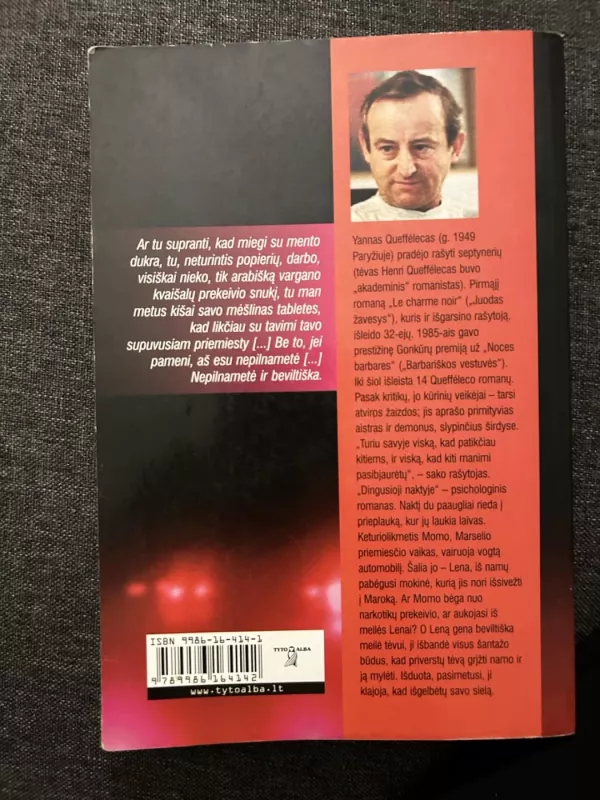 Ar tu supranti, kad miegi su mento
dukra, tu, neturintis popierių, darbo,
visiškai nieko, tik arabišką vargano
kvaišalų prekeivio snukį, tu man
metus kišai savo mėšlinas tabletes,
kad likčiau su tavimi tavo
supuvusiam priemiesty [...] Be to, jei
pameni, aš esu nepilnametė [...]
Nepilnametė ir beviltiška.
Yannas Queffélecas (g. 1949
Paryžiuje) pradėjo rašyti septynerių
(tėvas Henri Queffélecas buvo
„akademinis“ romanistas). Pirmąjį
romaną „Le charme noir“ („Juodas
žavesys“), kuris ir išgarsino rašytoją,
išleido 32-ejų. 1985-ais gavo
prestižinę Gonkūrų premiją už „Noces
barbares“ („Barbariškos vestuvės“).
Iki šiol išleista 14 Queffėleco romanų.
Pasak kritikų, jo kūrinių veikėjai – tarsi
atviros žaizdos; jis aprašo primityvias
aistras ir demonus, slypinčius širdyse.
„Turiu savyje viską, kad patikčiau
kitiems, ir viską, kad kiti manimi
pasibjaurėtų“, – sako rašytojas.
„Dingusioji naktyje“ – psichologinis
romanas. Naktį du paaugliai rieda į
prieplauką, kur jų laukia laivas.
Keturiolikmetis Momo, Marselio
priemiesčio vaikas, vairuoja vogtą
automobilį. Šalia jo – Lena, iš namų
pabėgusi mokinė, kurią jis nori išsivežti
į Maroką. Ar Momo bėga nuo
narkotikų prekeivio, ar aukojasi iš
meilės Lenai? O Leną gena beviltiška
meilė tėvui, ji išbandė visus šantažo
būdus, kad priverstų tėvą grįžti namo ir
ją mylėti. Išduota, pasimetusi, ji
klajoja, kad išgelbėtų savo sielą.
ISBN 9986-16-414-1
TYTO ALBA
9 789986 164142
www.tytoalba.lt